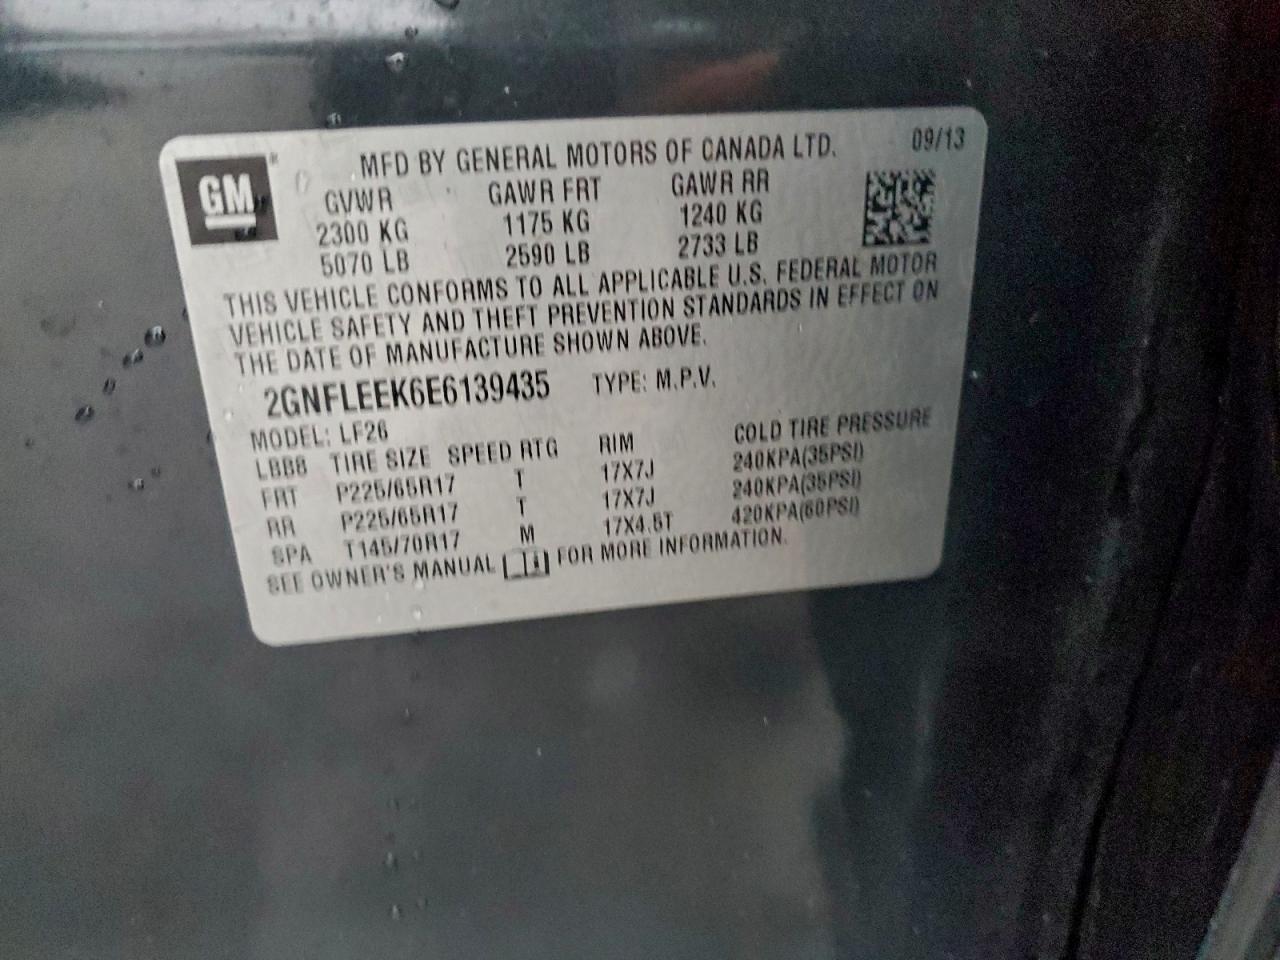 GM ® MFD BY GENERAL MOTORS OF CANADA LTD. 09/13
GVWR GAWR FRT GAWR RR
2300 KG 1175 KG 1240 KG
5070 LB 2590 LB 2733 LB
THIS VEHICLE CONFORMS TO ALL APPLICABLE U.S. FEDERAL MOTOR
VEHICLE SAFETY AND THEFT PREVENTION STANDARDS IN EFFECT ON
THE DATE OF MANUFACTURE SHOWN ABOVE.
2GNFLEEK6E6139435 TYPE: M.P.V.
MODEL: LF26
LBBB TIRE SIZE SPEED RTG RIM COLD TIRE PRESSURE
FRT P225/65R17 T 17X7J 240KPA(35PSI)
RR P225/65R17 T 17X7J 240KPA(35PSI)
SPA T145/70R17 M 17X4.5T 420KPA(60PSI)
SEE OWNER'S MANUAL FOR MORE INFORMATION.